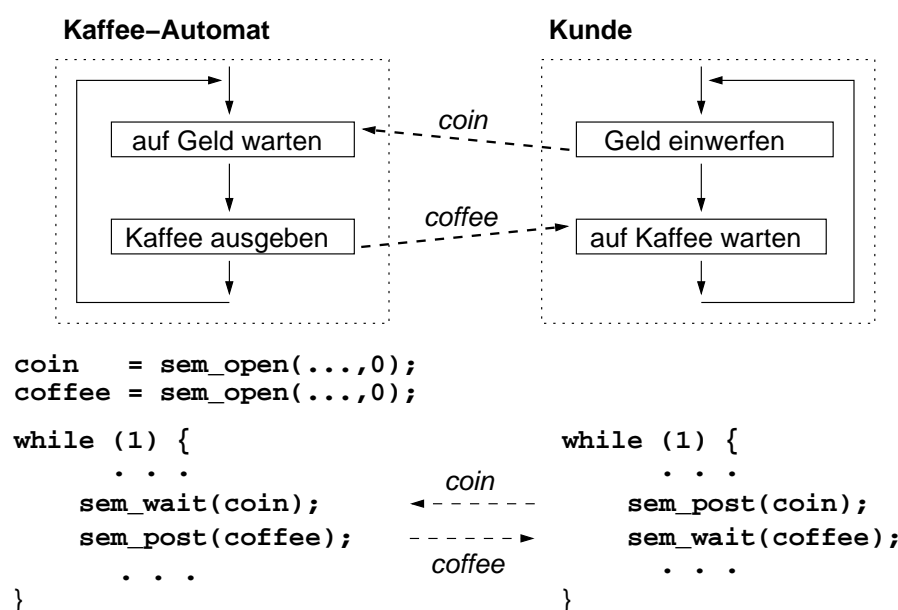 Kaffee–Automat
Kunde
coin
auf Geld warten
Geld einwerfen
coffee
Kaffee ausgeben
auf Kaffee warten
coin   = sem_open(...,0);
coffee = sem_open(...,0);
while (1) {
. . .
sem_wait(coin);
sem_post(coffee);
. . .
}
coin
coffee
while (1) {
. . .
sem_post(coin);
sem_wait(coffee);
. . .
}